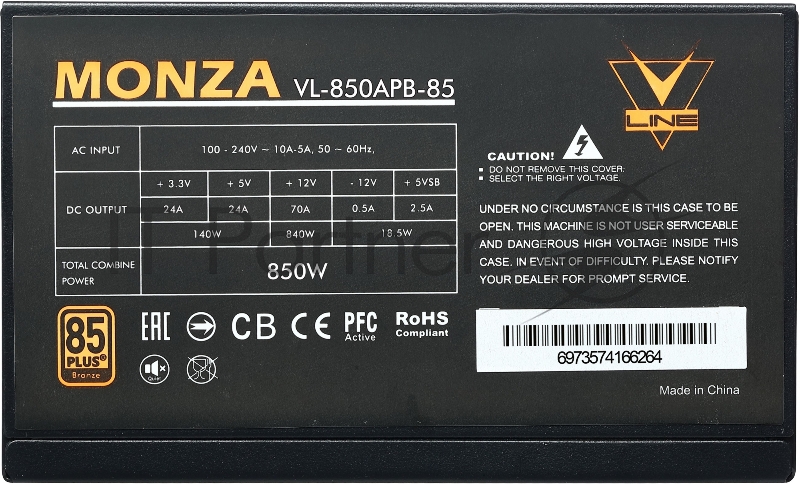 MONZA VL-850APB-85
V
LINE
AC INPUT 100 - 240V ~ 10A-5A, 50 ~ 60Hz,
DC OUTPUT + 3.3V + 5V + 12V - 12V + 5VSB
24A 24A 70A 0.5A 2.5A
140W 840W 18.5W
TOTAL COMBINE
POWER
850W
CAUTION!
DO NOT REMOVE THIS COVER.
SELECT THE RIGHT VOLTAGE.
UNDER NO CIRCUMSTANCE IS THIS CASE TO BE
OPEN. THIS MACHINE IS NOT USER SERVICEABLE
AND DANGEROUS HIGH VOLTAGE INSIDE THIS
CASE. IN EVENT OF DIFFICULTY. PLEASE NOTIFY
YOUR DEALER FOR PROMPT SERVICE.
IT Partner
85
PLUS®
Bronze
EAC
CB
CE
PFC
Active
RoHS
Compliant
Quiet
6973574166264
Made in China